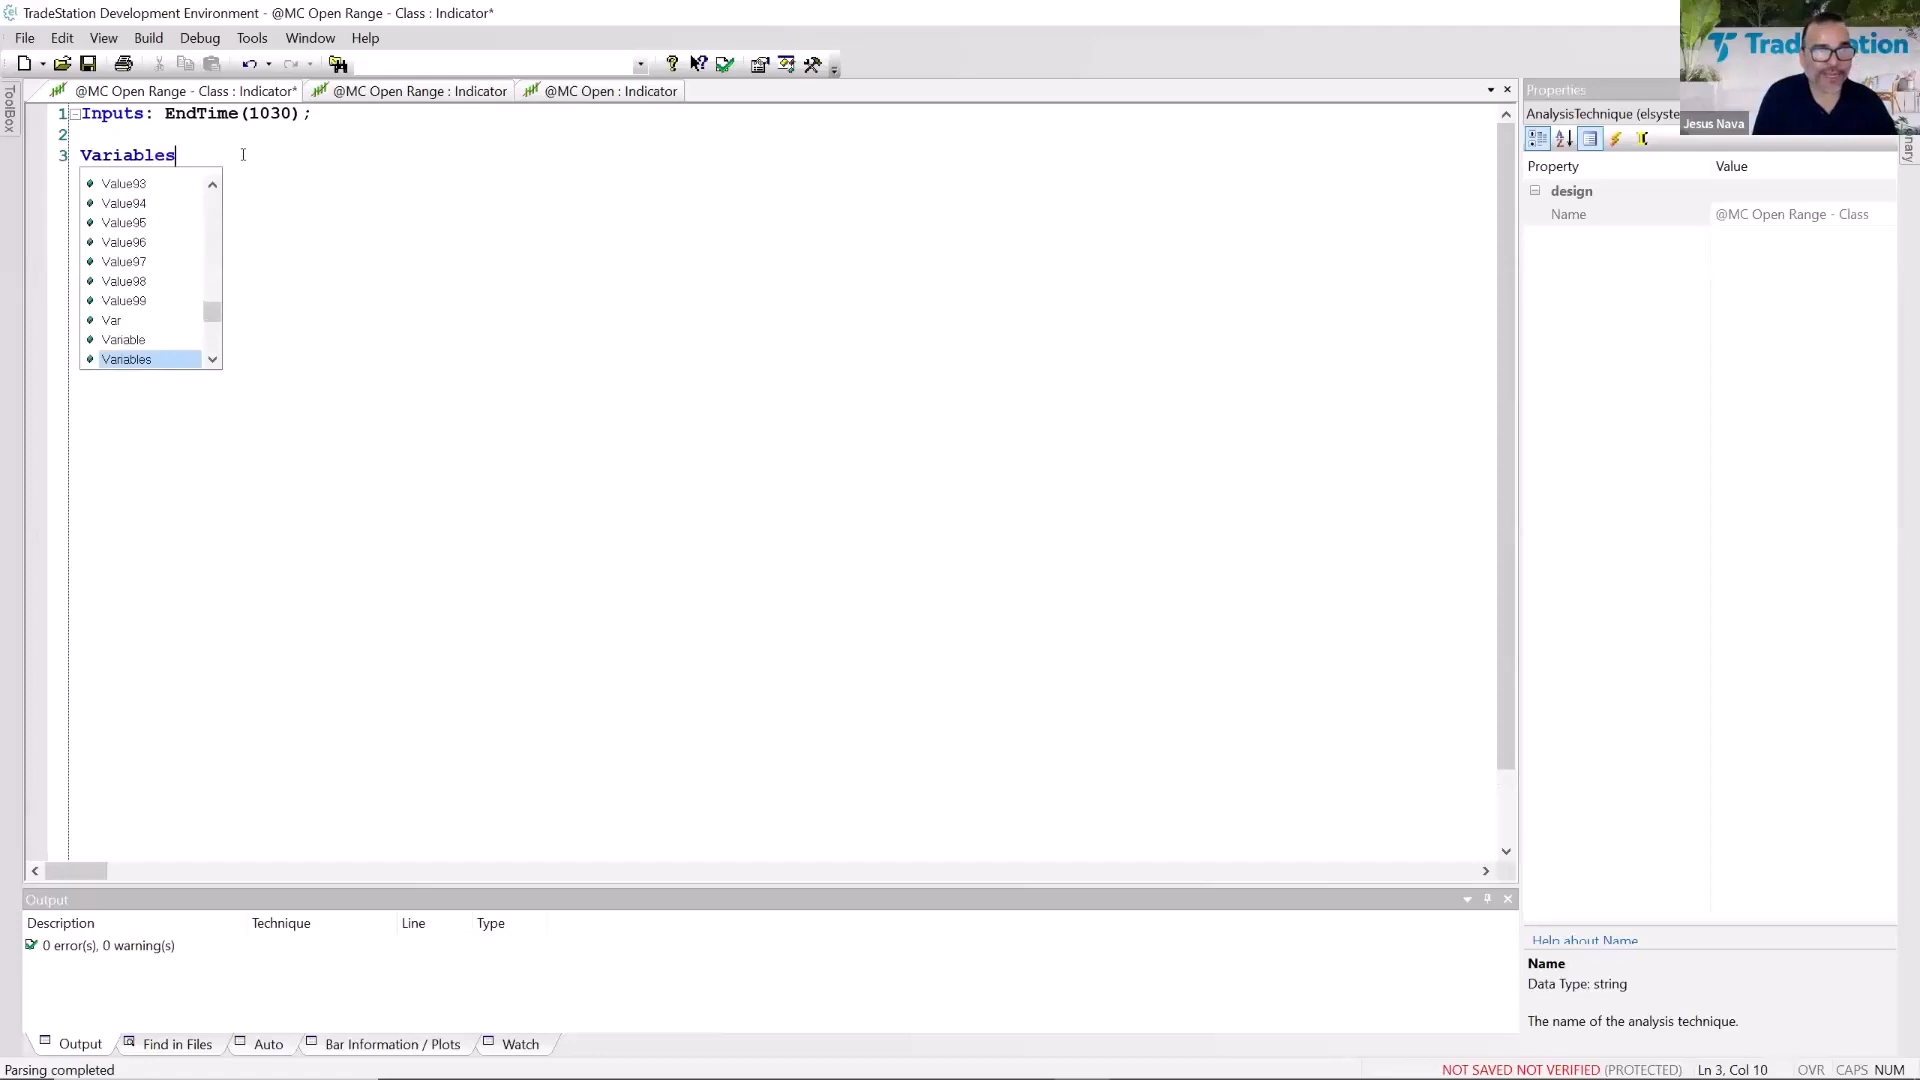 TradeStation Development Environment - @MC Open Range - Class : Indicator*
File Edit View Build Debug Tools Window Help
@MC Open Range - Class : Indicator* @MC Open Range : Indicator @MC Open : Indicator
ToolBox
1 Inputs: EndTime(1030);
2
3 Variables
Value93
Value94
Value95
Value96
Value97
Value98
Value99
Var
Variable
Variables
Jesus Nava
Properties
AnalysisTechnique (elsyste
Property Value
design
Name @MC Open Range - Class
Help about Name
Name
Data Type: string
The name of the analysis technique.
Output
Description Technique Line Type
0 error(s), 0 warning(s)
Output Find in Files Auto Bar Information / Plots Watch
Parsing completed NOT SAVED NOT VERIFIED (PROTECTED) Ln 3, Col 10 OVR CAPS NUM